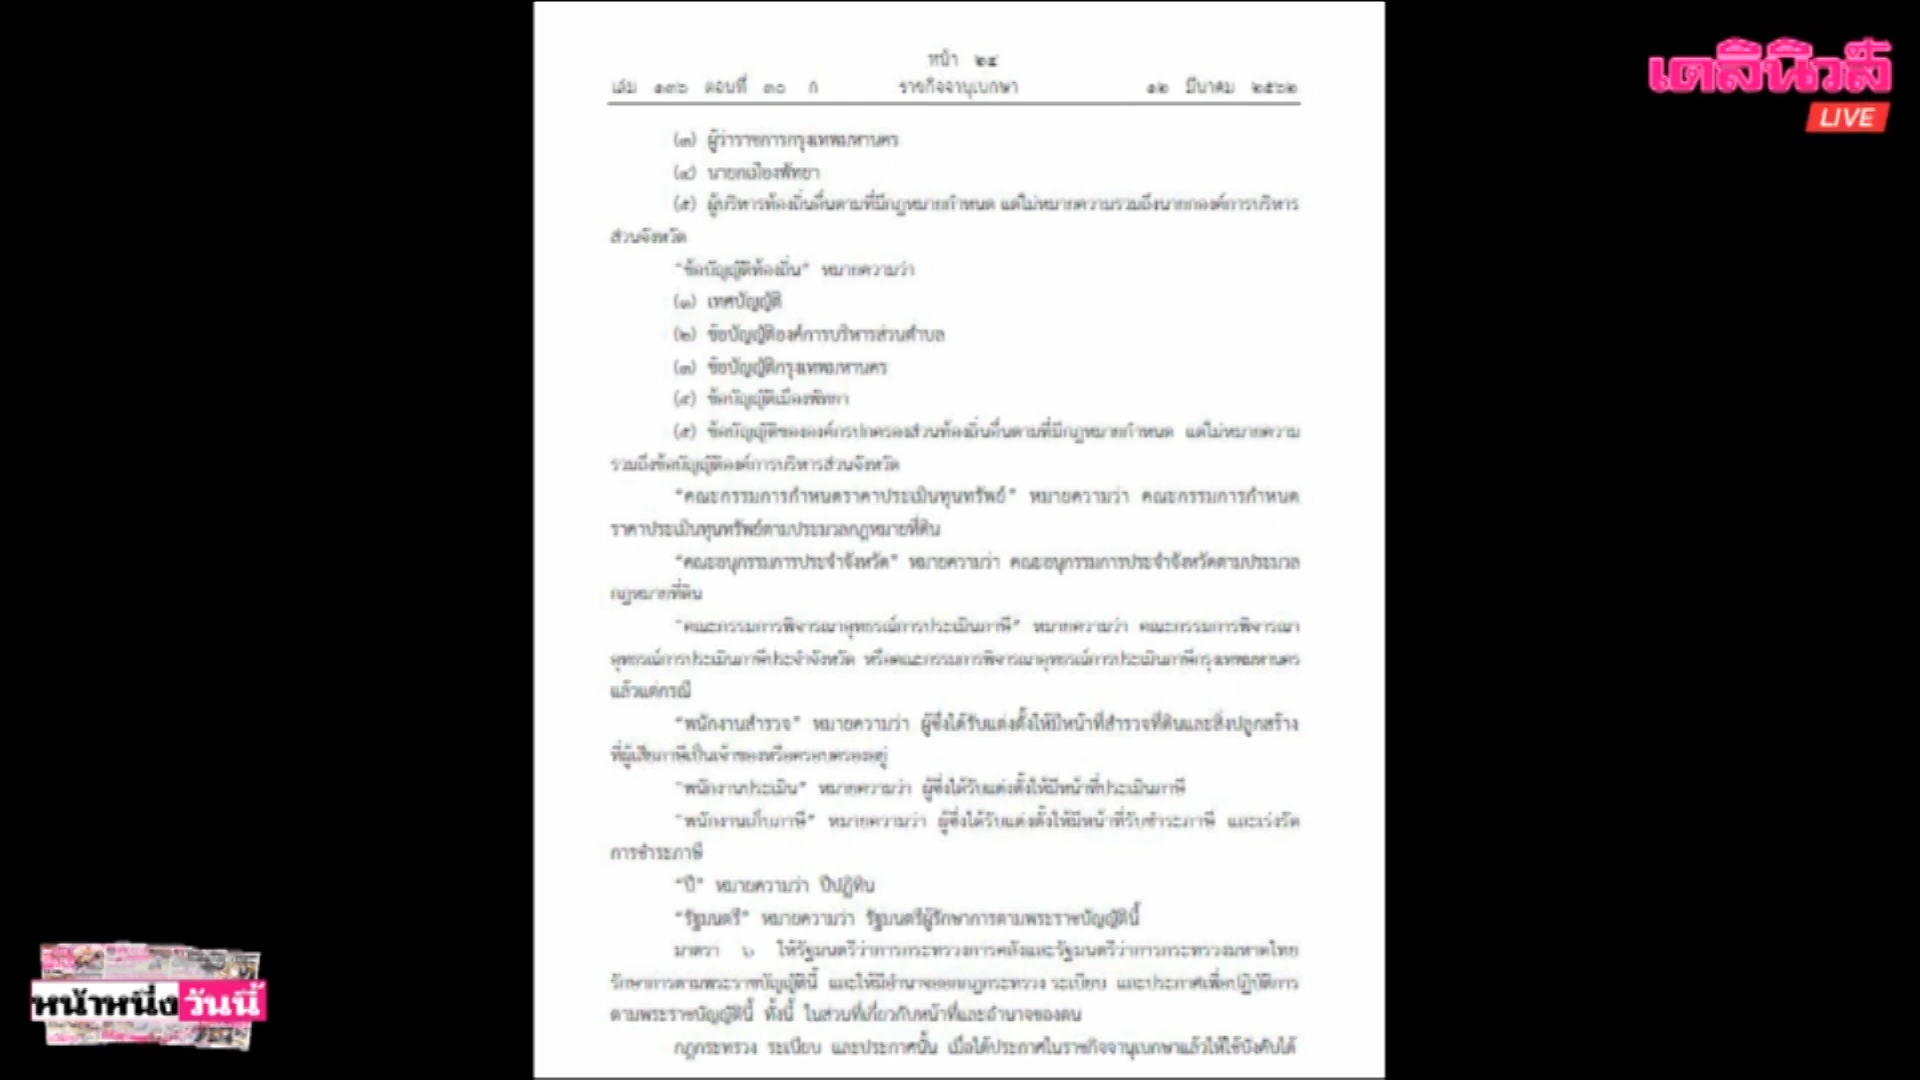 หน้า ๒๔
เล่ม ๑๓๖ ตอนที่ ๓๐ ก ราชกิจจานุเบกษา ๑๒ มีนาคม ๒๕๖๒
(๓) ผู้ว่าราชการกรุงเทพมหานคร
(๔) นายกเมืองพัทยา
(๕) ผู้บริหารท้องถิ่นอื่นตามที่มีกฎหมายกำหนด แต่ไม่หมายความรวมถึงนายกองค์การบริหาร
ส่วนจังหวัด
“ข้อบัญญัติท้องถิ่น” หมายความว่า
(๑) เทศบัญญัติ
(๒) ข้อบัญญัติองค์การบริหารส่วนตำบล
(๓) ข้อบัญญัติกรุงเทพมหานคร
(๔) ข้อบัญญัติเมืองพัทยา
(๕) ข้อบัญญัติขององค์กรปกครองส่วนท้องถิ่นอื่นตามที่มีกฎหมายกำหนด แต่ไม่หมายความ
รวมถึงข้อบัญญัติองค์การบริหารส่วนจังหวัด
“คณะกรรมการกำหนดราคาประเมินทุนทรัพย์” หมายความว่า คณะกรรมการกำหนด
ราคาประเมินทุนทรัพย์ตามประมวลกฎหมายที่ดิน
“คณะอนุกรรมการประจำจังหวัด” หมายความว่า คณะอนุกรรมการประจำจังหวัดตามประมวล
กฎหมายที่ดิน
“คณะกรรมการพิจารณาอุทธรณ์การประเมินภาษี” หมายความว่า คณะกรรมการพิจารณา
อุทธรณ์การประเมินภาษีประจำจังหวัด หรือคณะกรรมการพิจารณาอุทธรณ์การประเมินภาษีกรุงเทพมหานคร
แล้วแต่กรณี
“พนักงานสำรวจ” หมายความว่า ผู้ซึ่งได้รับแต่งตั้งให้มีหน้าที่สำรวจที่ดินและสิ่งปลูกสร้าง
ที่ผู้เสียภาษีเป็นเจ้าของหรือครอบครองอยู่
“พนักงานประเมิน” หมายความว่า ผู้ซึ่งได้รับแต่งตั้งให้มีหน้าที่ประเมินภาษี
“พนักงานเก็บภาษี” หมายความว่า ผู้ซึ่งได้รับแต่งตั้งให้มีหน้าที่รับชำระภาษี และเร่งรัด
การชำระภาษี
“ปี” หมายความว่า ปีปฏิทิน
“รัฐมนตรี” หมายความว่า รัฐมนตรีผู้รักษาการตามพระราชบัญญัตินี้
มาตรา ๖ ให้รัฐมนตรีว่าการกระทรวงการคลังและรัฐมนตรีว่าการกระทรวงมหาดไทย
รักษาการตามพระราชบัญญัตินี้ และให้มีอำนาจออกกฎกระทรวง ระเบียบ และประกาศเพื่อปฏิบัติการ
ตามพระราชบัญญัตินี้ ทั้งนี้ ในส่วนที่เกี่ยวกับหน้าที่และอำนาจของตน
กฎกระทรวง ระเบียบ และประกาศนั้น เมื่อได้ประกาศในราชกิจจานุเบกษาแล้วให้ใช้บังคับได้
เดลินิวส์
LIVE
หน้าหนึ่ง วันนี้